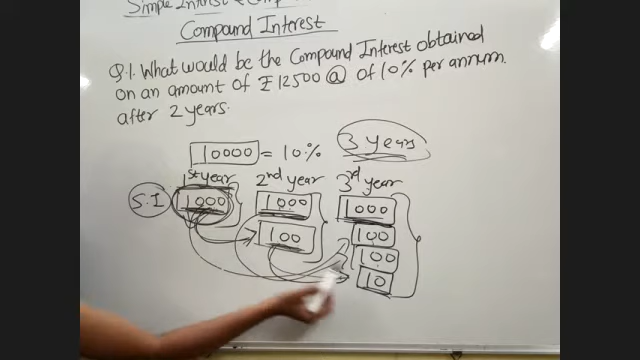 Simple Interest &
Compound Interest
Q.1. What would be the Compound Interest obtained
on an amount of ₹12500 @ of 10% per annum
after 2 years.
10000 = 10% 3 years
1st year 2nd year 3rd year
S.I 1000 1000 1000
100 100
100
10